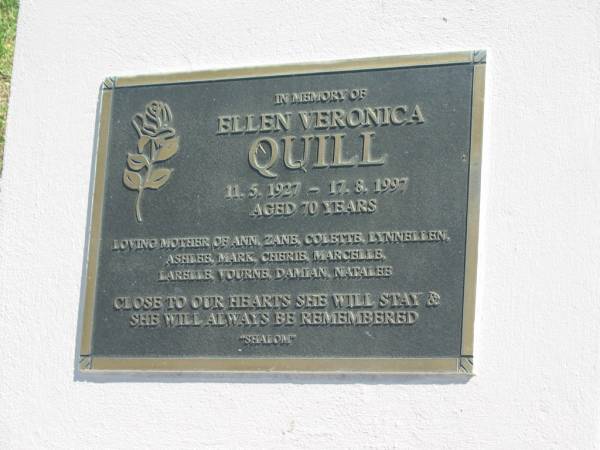 IN MEMORY OF
ELLEN VERONICA
QUILL
11. 5. 1927 – 17. 8. 1997
AGED 70 YEARS
LOVING MOTHER OF ANN, ZANE, COLETTE, LYNNELLEN,
ASHLEE, MARK, CHERIE, MARCELLE,
LARELLE, VOURNE, DAMIAN, NATALEE
CLOSE TO OUR HEARTS SHE WILL STAY &
SHE WILL ALWAYS BE REMEMBERED
"SHALOM"